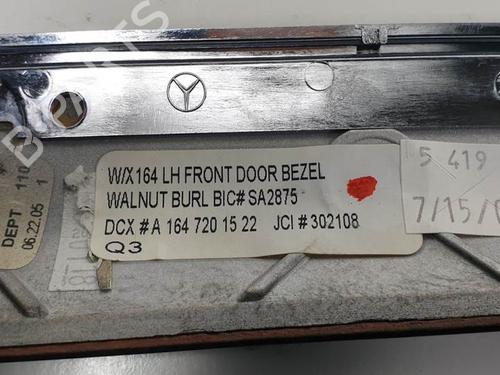 W/X164 LH FRONT DOOR BEZEL
WALNUT BURL BIC# SA2875
DCX # A 164 720 15 22 JCI # 302108
Q3
DEPT 110
06.22.05 1
5 419
7/15/0